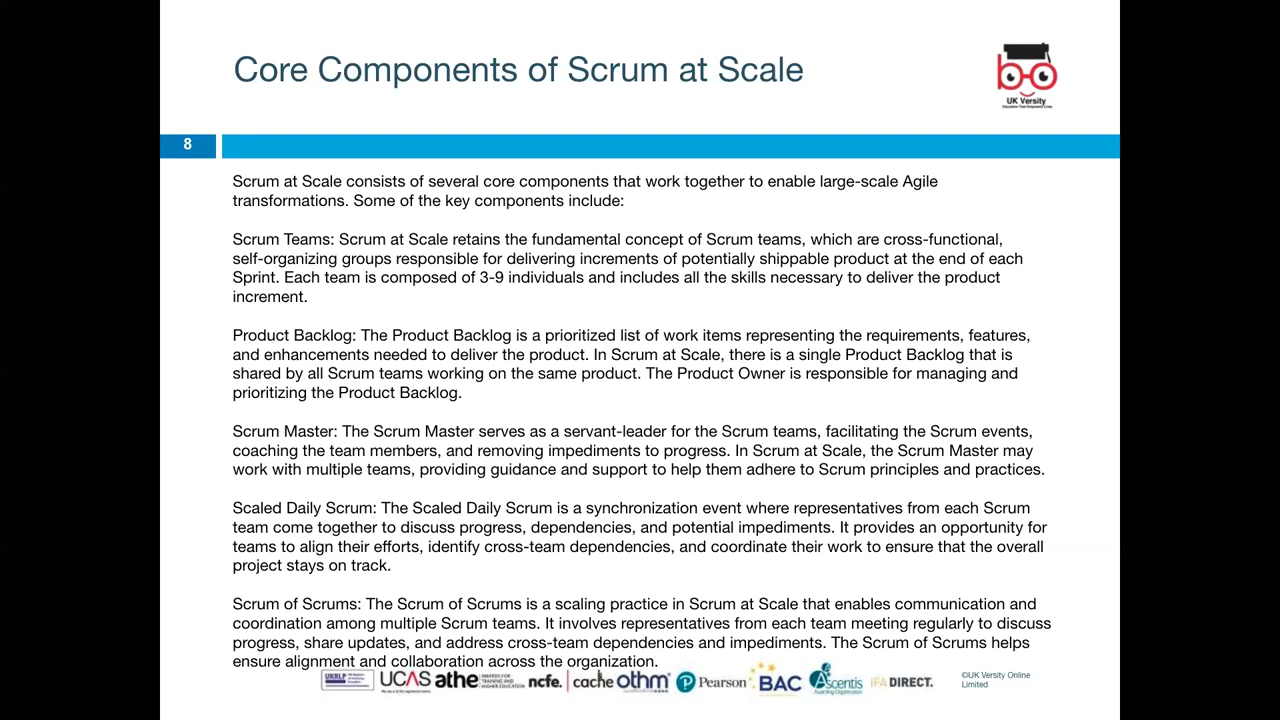 Core Components of Scrum at Scale
UK Versity
8
Scrum at Scale consists of several core components that work together to enable large-scale Agile
transformations. Some of the key components include:
Scrum Teams: Scrum at Scale retains the fundamental concept of Scrum teams, which are cross-functional,
self-organizing groups responsible for delivering increments of potentially shippable product at the end of each
Sprint. Each team is composed of 3-9 individuals and includes all the skills necessary to deliver the product
increment.
Product Backlog: The Product Backlog is a prioritized list of work items representing the requirements, features,
and enhancements needed to deliver the product. In Scrum at Scale, there is a single Product Backlog that is
shared by all Scrum teams working on the same product. The Product Owner is responsible for managing and
prioritizing the Product Backlog.
Scrum Master: The Scrum Master serves as a servant-leader for the Scrum teams, facilitating the Scrum events,
coaching the team members, and removing impediments to progress. In Scrum at Scale, the Scrum Master may
work with multiple teams, providing guidance and support to help them adhere to Scrum principles and practices.
Scaled Daily Scrum: The Scaled Daily Scrum is a synchronization event where representatives from each Scrum
team come together to discuss progress, dependencies, and potential impediments. It provides an opportunity for
teams to align their efforts, identify cross-team dependencies, and coordinate their work to ensure that the overall
project stays on track.
Scrum of Scrums: The Scrum of Scrums is a scaling practice in Scrum at Scale that enables communication and
coordination among multiple Scrum teams. It involves representatives from each team meeting regularly to discuss
progress, share updates, and address cross-team dependencies and impediments. The Scrum of Scrums helps
ensure alignment and collaboration across the organization.
UKRLP UCAS athe AWARDS FOR TRAINING AND HIGHER EDUCATION ncfe. cache othm Pearson BAC Ascentis IFA DIRECT.
©UK Versity Online
Limited